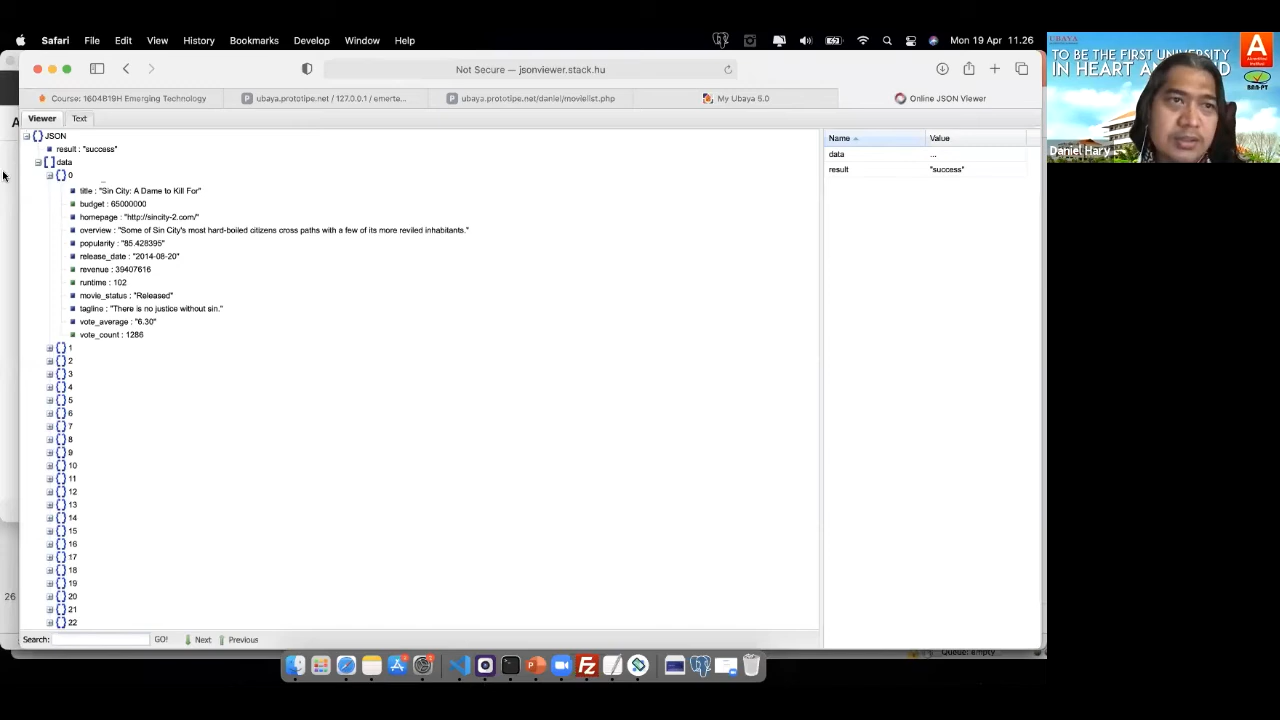 Safari File Edit View History Bookmarks Develop Window Help Mon 19 Apr 11.26
Not Secure — jsonviewer.stack.hu
Course: 1604B19H Emerging Technology ubaya.prototipe.net / 127.0.0.1 / emerte... ubaya.prototipe.net/daniel/movielist.php My Ubaya 5.0 Online JSON Viewer
Viewer Text
JSON
result : "success"
data
0
title : "Sin City: A Dame to Kill For"
budget : 65000000
homepage : "http://sincity-2.com/"
overview : "Some of Sin City's most hard-boiled citizens cross paths with a few of its more reviled inhabitants."
popularity : "85.428395"
release_date : "2014-08-20"
revenue : 39407616
runtime : 102
movie_status : "Released"
tagline : "There is no justice without sin."
vote_average : "6.30"
vote_count : 1286
1
2
3
4
5
6
7
8
9
10
11
12
13
14
15
16
17
18
19
20
21
22
Search: GO! Next Previous
Name Value
data ...
result "success"
26
Queue: empty
UBAYA
TO BE THE FIRST UNIVERSITY
IN HEART AND MIND
A
BAN-PT
Daniel Hary